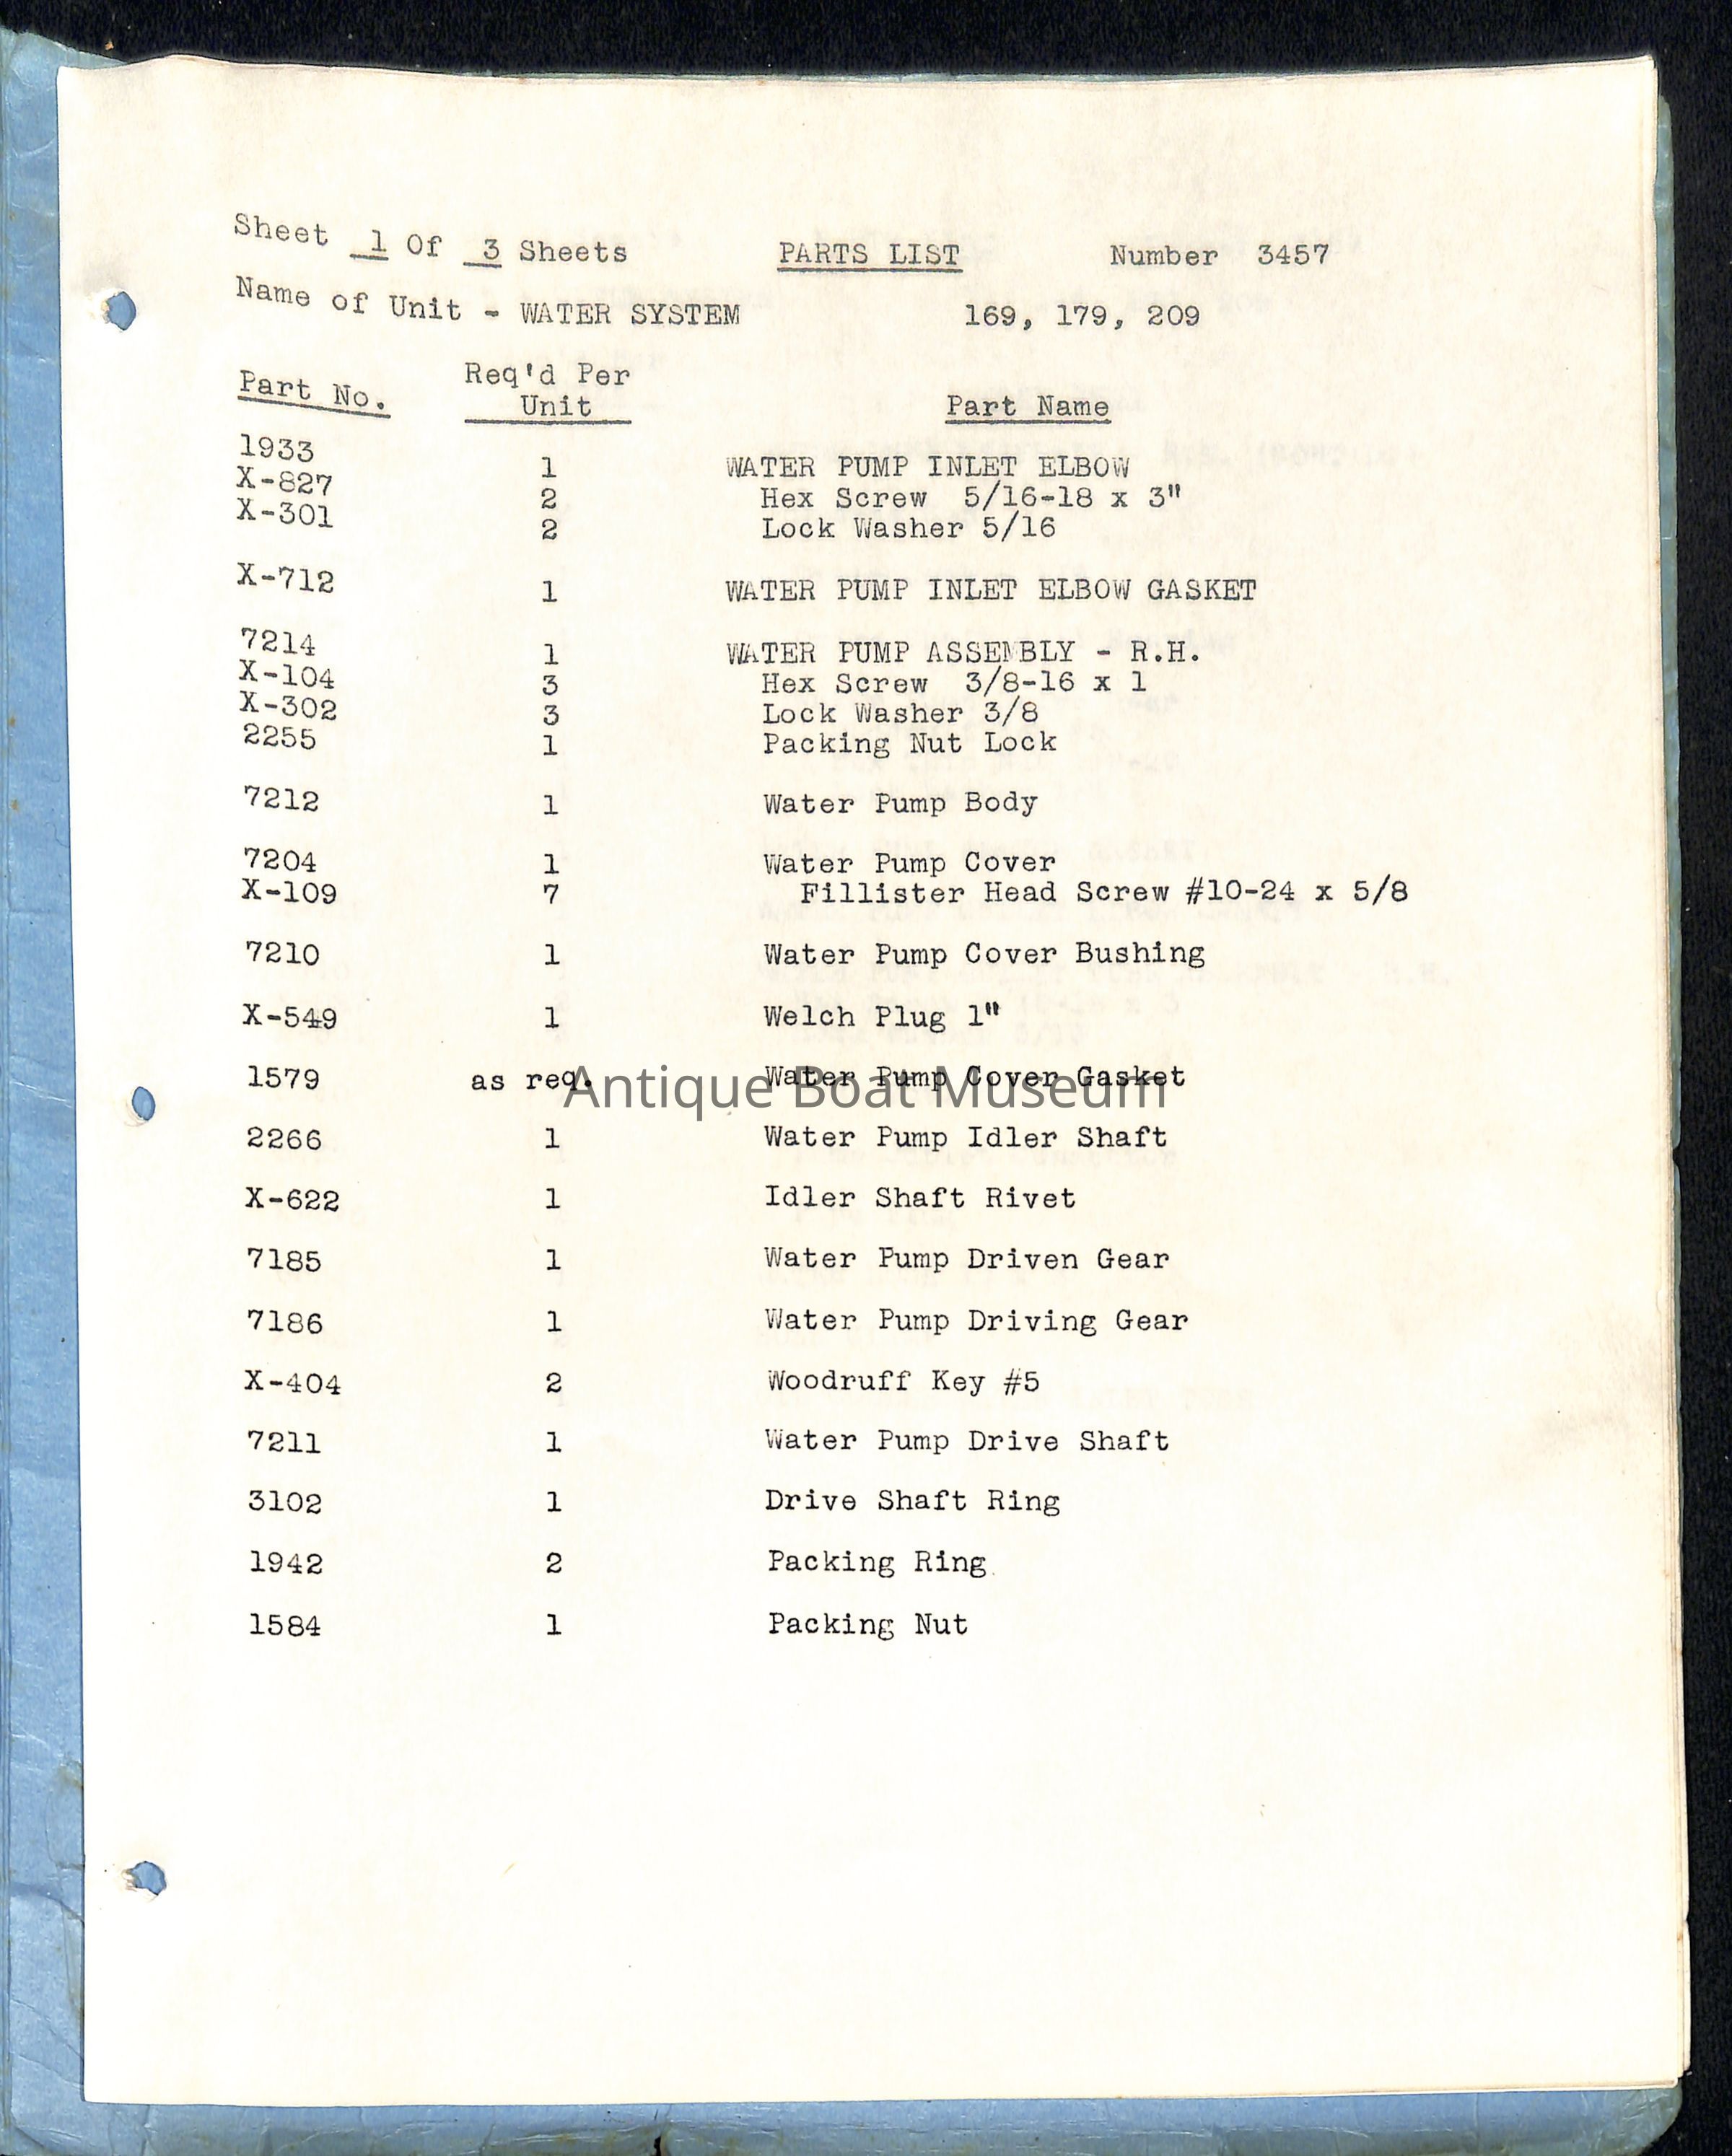 Sheet 1 Of 3 Sheets PARTS LIST Number 3457
Name of Unit - WATER SYSTEM 169, 179, 209
Part No. Req'd Per Unit Part Name
1933 1 WATER PUMP INLET ELBOW
X-827 2 Hex Screw 5/16-18 x 3"
X-301 2 Lock Washer 5/16
X-712 1 WATER PUMP INLET ELBOW GASKET
7214 1 WATER PUMP ASSEMBLY - R.H.
X-104 3 Hex Screw 3/8-16 x 1
X-302 3 Lock Washer 3/8
2255 1 Packing Nut Lock
7212 1 Water Pump Body
7204 1 Water Pump Cover
X-109 7 Fillister Head Screw #10-24 x 5/8
7210 1 Water Pump Cover Bushing
X-549 1 Welch Plug 1"
1579 as req. Water Pump Cover Gasket
Antique Boat Museum
2266 1 Water Pump Idler Shaft
X-622 1 Idler Shaft Rivet
7185 1 Water Pump Driven Gear
7186 1 Water Pump Driving Gear
X-404 2 Woodruff Key #5
7211 1 Water Pump Drive Shaft
3102 1 Drive Shaft Ring
1942 2 Packing Ring
1584 1 Packing Nut